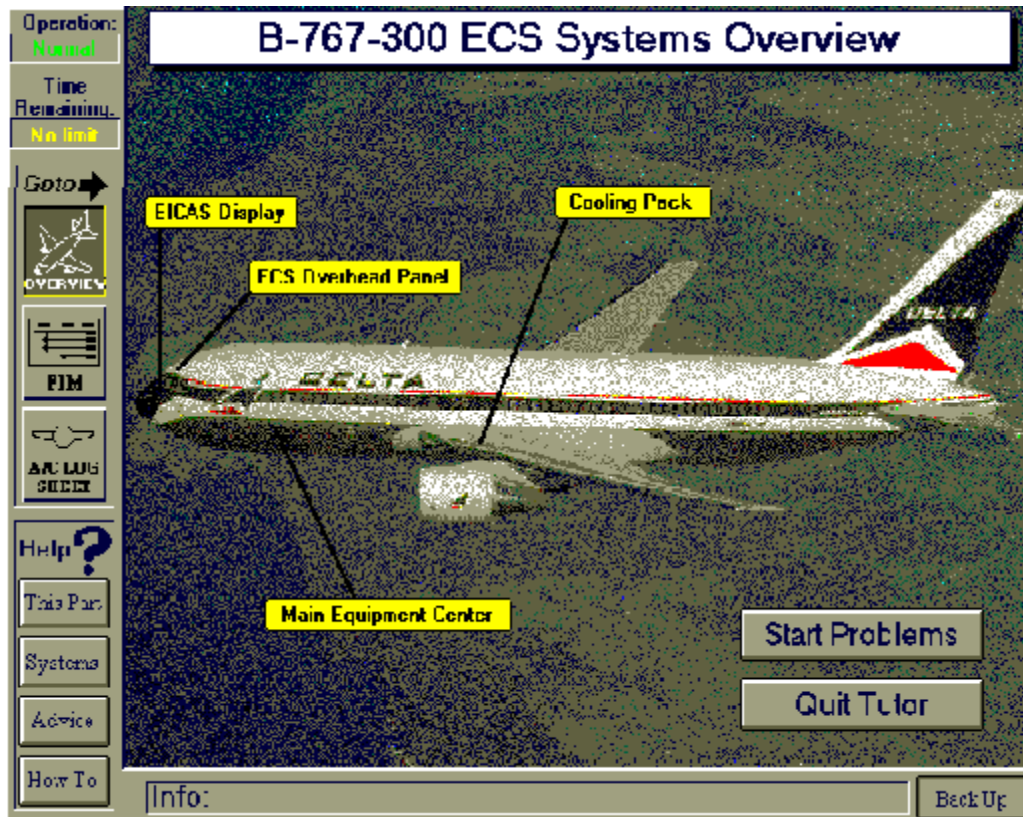 Operation:
Normal
Time
Remaining:
No limit
Goto
OVERVIEW
FIM
A/C LOG
SHEET
Help?
This Part
Systems
Advice
How To
B-767-300 ECS Systems Overview
EICAS Display
ECS Overhead Panel
Cooling Pack
DELTA
DELTA
Main Equipment Center
Start Problems
Quit Tutor
Info:
Back Up